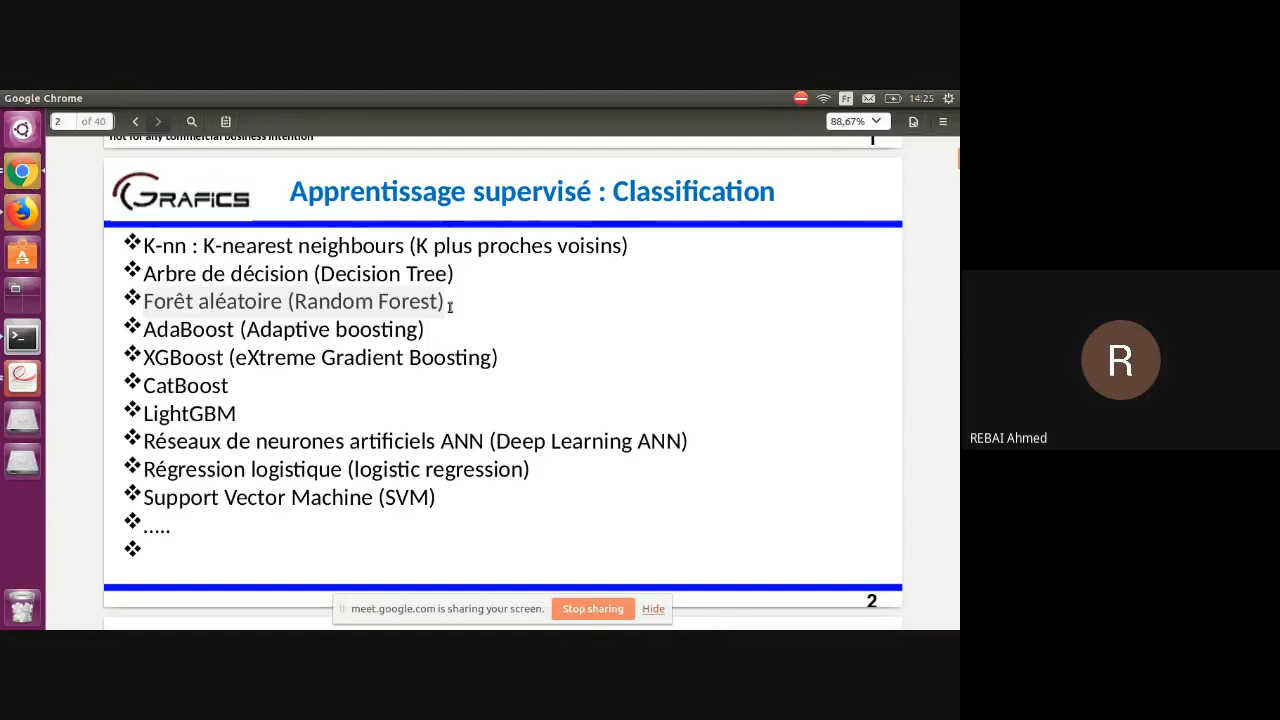 Google Chrome
Fr
14:25
2 of 40
88,67%
not for any commercial business intention
1
GRAFICS
Apprentissage supervisé : Classification
K-nn : K-nearest neighbours (K plus proches voisins)
Arbre de décision (Decision Tree)
Forêt aléatoire (Random Forest)
AdaBoost (Adaptive boosting)
XGBoost (eXtreme Gradient Boosting)
CatBoost
LightGBM
Réseaux de neurones artificiels ANN (Deep Learning ANN)
Régression logistique (logistic regression)
Support Vector Machine (SVM)
.....
2
meet.google.com is sharing your screen.
Stop sharing
Hide
R
REBAI Ahmed